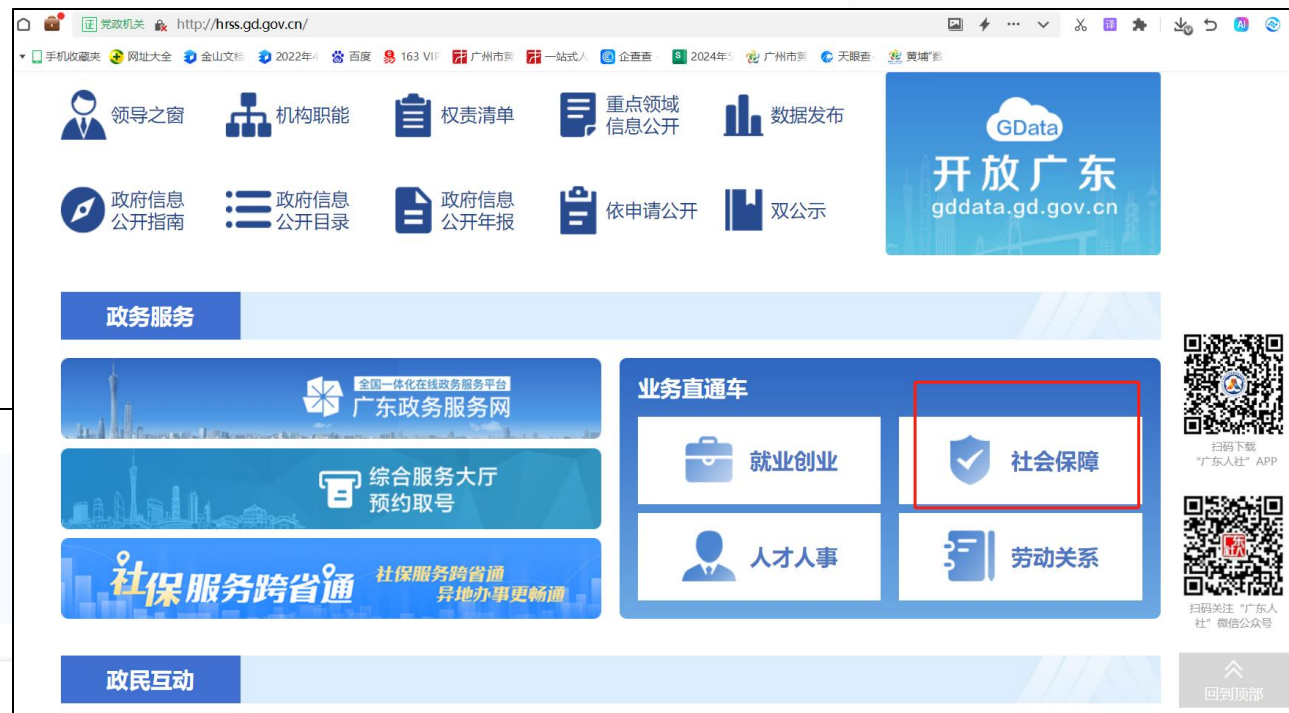 证 党政机关 http://hrss.gd.gov.cn/
译 AI
手机收藏夹 网址大全 金山文档 2022年4 百度 163 VIP 广州市黄 一站式人 企查查 - 2024年5 广州市黄 天眼查- 黄埔"数
领导之窗 机构职能 权责清单 重点领域 数据发布
信息公开
GData
开放广东
gddata.gd.gov.cn
政府信息 政府信息 政府信息 依申请公开 双公示
公开指南 公开目录 公开年报
政务服务
全国一体化在线政务服务平台
广东政务服务网
综合服务大厅
预约取号
社保服务跨省通 社保服务跨省通
异地办事更畅通
业务直通车
就业创业 社会保障
人才人事 劳动关系
扫码下载
"广东人社" APP
扫码关注 "广东人
社" 微信公众号
政民互动
回到顶部